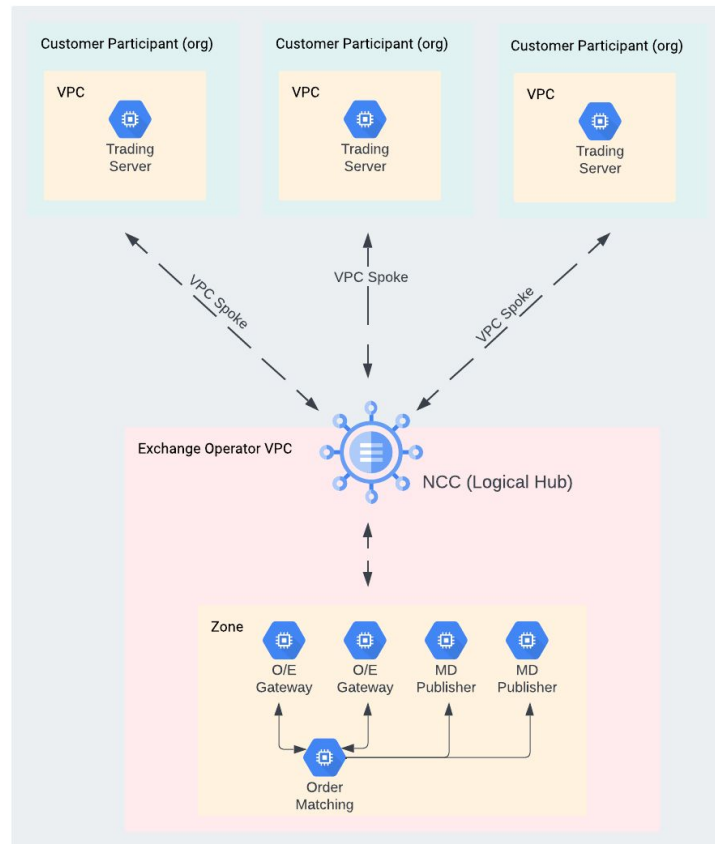 Customer Participant (org)
Customer Participant (org)
Customer Participant (org)
VPC
VPC
VPC
Trading
Server
Trading
Server
Trading
Server
VPC Spoke
VPC Spoke
VPC Spoke
Exchange Operator VPC
NCC (Logical Hub)
Zone
O/E
Gateway
O/E
Gateway
MD
Publisher
MD
Publisher
Order
Matching